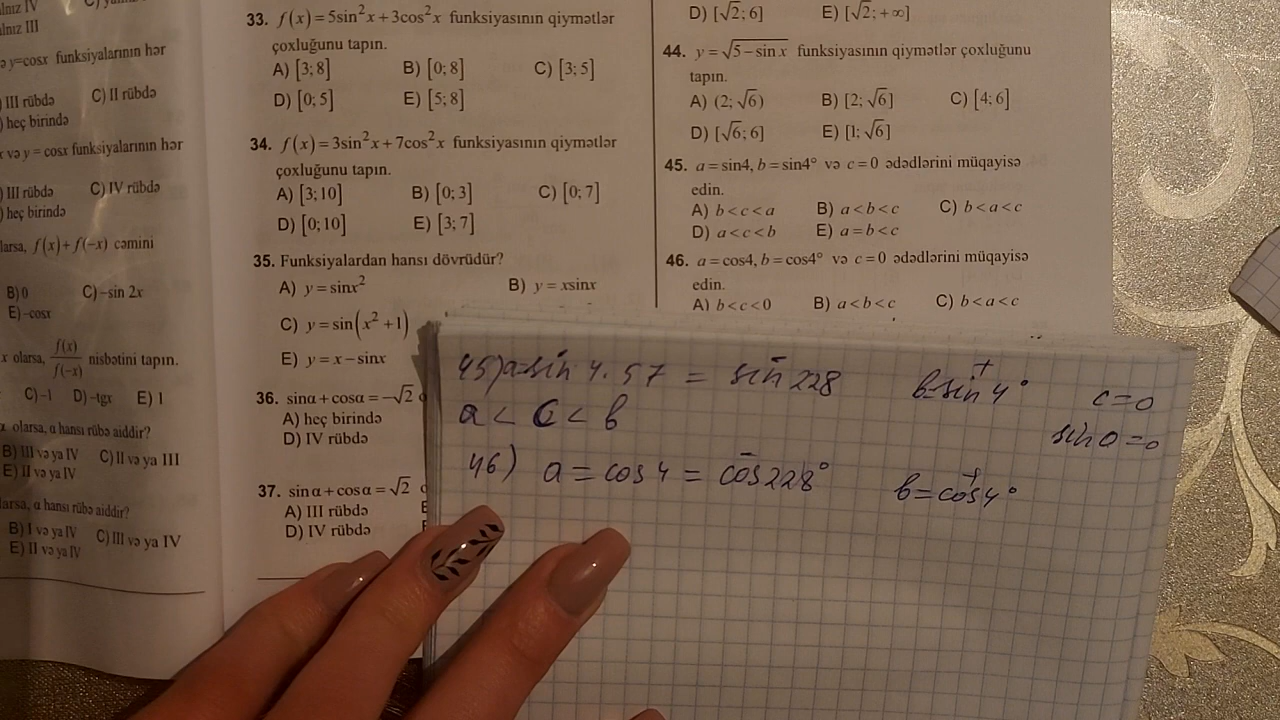 lnız IV
lnız III
ə y=cosx funksiyalarının hər
III rübdə C) II rübdə
heç birində
r və y = cosx funksiyalarının hər
III rübdə C) IV rübdə
heç birində
larsa, f(x)+f(-x) cəmini
B) 0 C) -sin 2x
E) -cosx
x olarsa, f(x)/f(-x) nisbətini tapın.
C) -1 D) -tgx E) 1
x olarsa, α hansı rübə aiddir?
B) III və ya IV C) II və ya III
E) II və ya IV
larsa, α hansı rübə aiddir?
B) I və ya IV C) III və ya IV
E) II və ya IV
33. f(x)=5sin²x+3cos²x funksiyasının qiymətlər
çoxluğunu tapın.
A) [3;8] B) [0;8] C) [3;5]
D) [0;5] E) [5;8]
34. f(x)=3sin²x+7cos²x funksiyasının qiymətlər
çoxluğunu tapın.
A) [3;10] B) [0;3] C) [0;7]
D) [0;10] E) [3;7]
35. Funksiyalardan hansı dövrüdür?
A) y=sinx² B) y=xsinx
C) y=sin(x²+1)
E) y=x-sinx
36. sinα+cosα=-√2
A) heç birində
D) IV rübdə
37. sinα+cosα=√2
A) III rübdə
D) IV rübdə
D) [√2;6] E) [√2;+∞]
44. y=√5-sinx funksiyasının qiymətlər çoxluğunu
tapın.
A) (2;√6) B) [2;√6] C) [4;6]
D) [√6;6] E) [1;√6]
45. a=sin4, b=sin4° və c=0 ədədlərini müqayisə
edin.
A) b<c<a B) a<b<c C) b<a<c
D) a<c<b E) a=b<c
46. a=cos4, b=cos4° və c=0 ədədlərini müqayisə
edin.
A) b<c<0 B) a<b<c C) b<a<c
45) a=sin 4.57 = sin 228 b=sin 4° c=0
a < c < b sin 0 = 0
46) a = cos 4 = cos 228° b=cos 4°